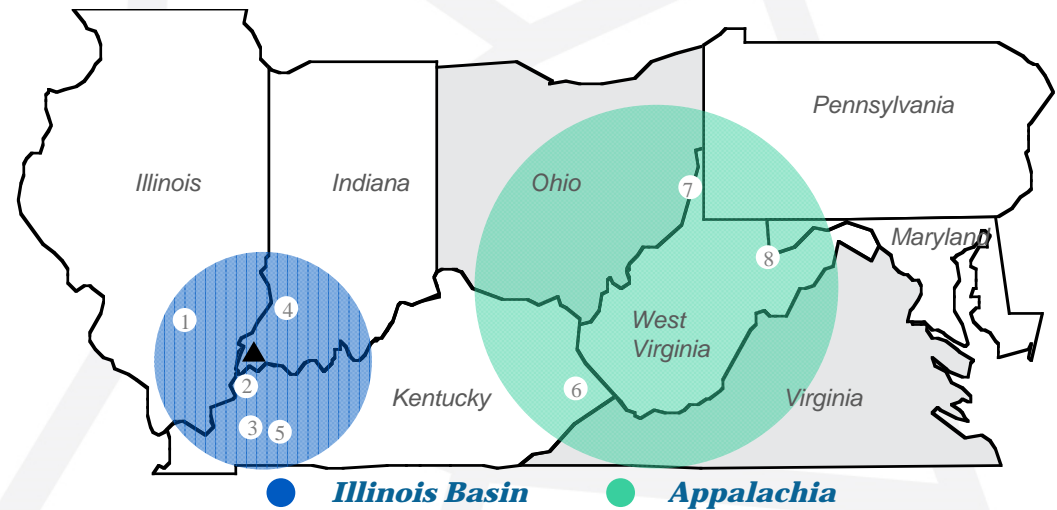 Pennsylvania
Illinois
Indiana
Ohio
7
Maryland
8
4
1
West
Virginia
2
Kentucky
6
Virginia
3
5
Illinois Basin
Appalachia